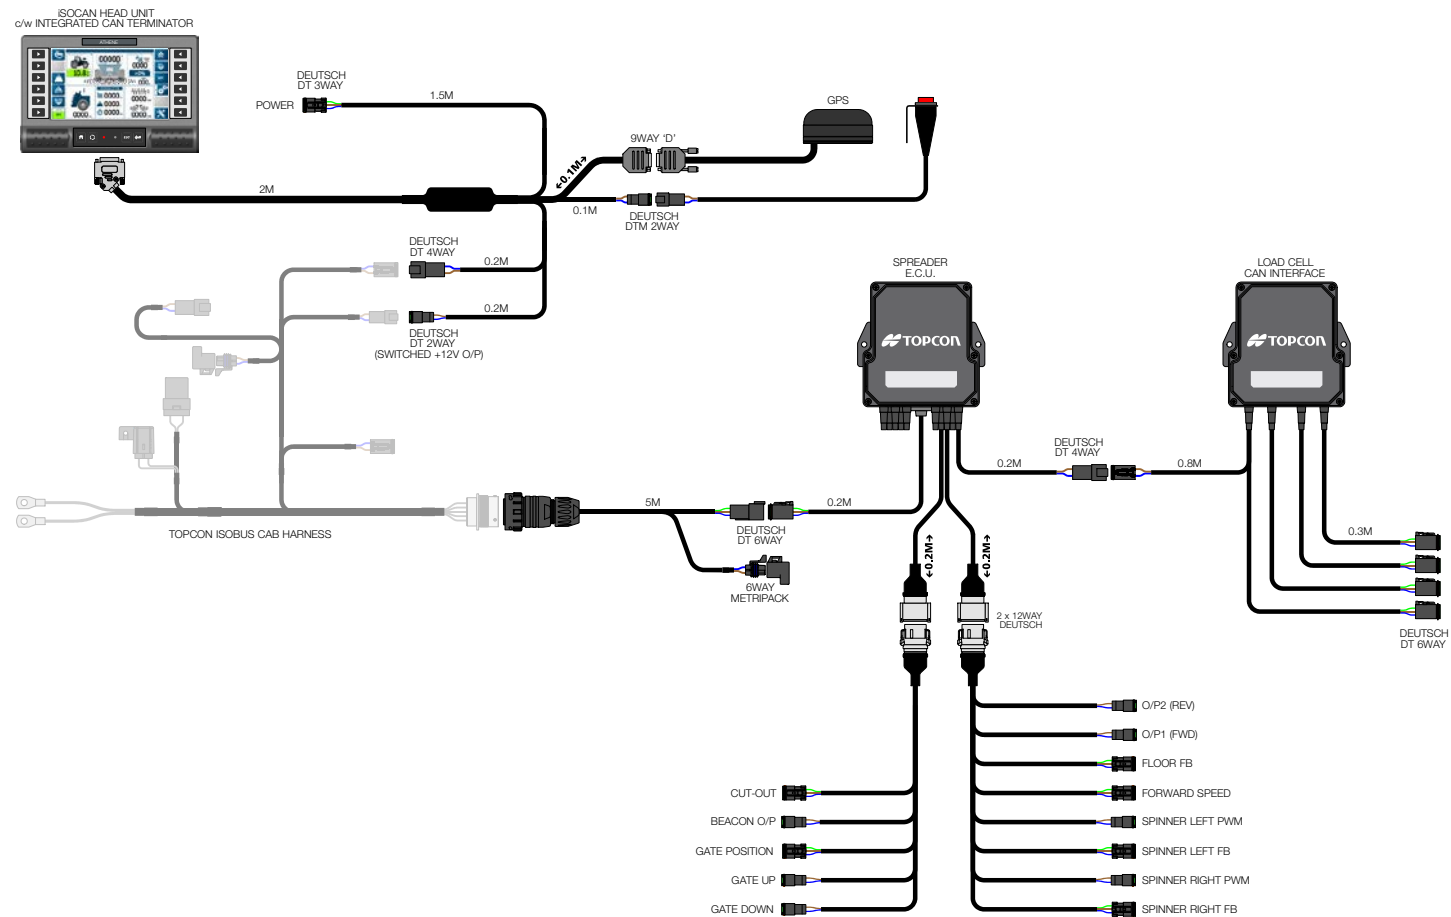 iSOCAN HEAD UNIT
c/w INTEGRATED CAN TERMINATOR
ATHENE
DEUTSCH
DT 3WAY
POWER
1.5M
GPS
9WAY 'D'
←0.1M→
2M
0.1M
DEUTSCH
DTM 2WAY
DEUTSCH
DT 4WAY
0.2M
0.2M
DEUTSCH
DT 2WAY
(SWITCHED +12V O/P)
SPREADER
E.C.U.
TOPCON
LOAD CELL
CAN INTERFACE
TOPCON
DEUTSCH
DT 4WAY
0.2M
0.8M
5M
0.2M
DEUTSCH
DT 6WAY
TOPCON ISOBUS CAB HARNESS
6WAY
METRIPACK
←0.2M→
←0.2M→
2 x 12WAY
DEUTSCH
0.3M
DEUTSCH
DT 6WAY
CUT-OUT
BEACON O/P
GATE POSITION
GATE UP
GATE DOWN
O/P2 (REV)
O/P1 (FWD)
FLOOR FB
FORWARD SPEED
SPINNER LEFT PWM
SPINNER LEFT FB
SPINNER RIGHT PWM
SPINNER RIGHT FB